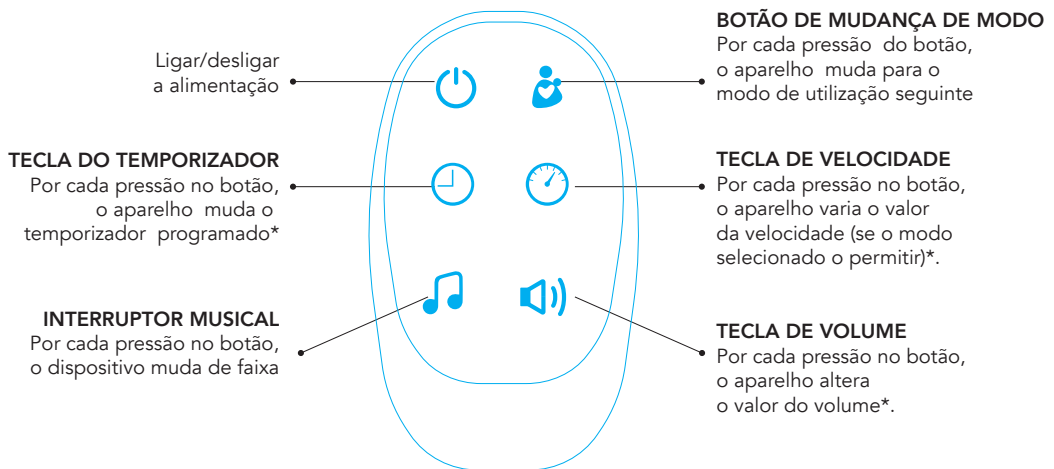 Ligar/desligar
a alimentação
TECLA DO TEMPORIZADOR
Por cada pressão no botão,
o aparelho muda o
temporizador programado*
INTERRUPTOR MUSICAL
Por cada pressão no botão,
o dispositivo muda de faixa
BOTÃO DE MUDANÇA DE MODO
Por cada pressão do botão,
o aparelho muda para o
modo de utilização seguinte
TECLA DE VELOCIDADE
Por cada pressão no botão,
o aparelho varia o valor
da velocidade (se o modo
selecionado o permitir)*.
TECLA DE VOLUME
Por cada pressão no botão,
o aparelho altera
o valor do volume*.